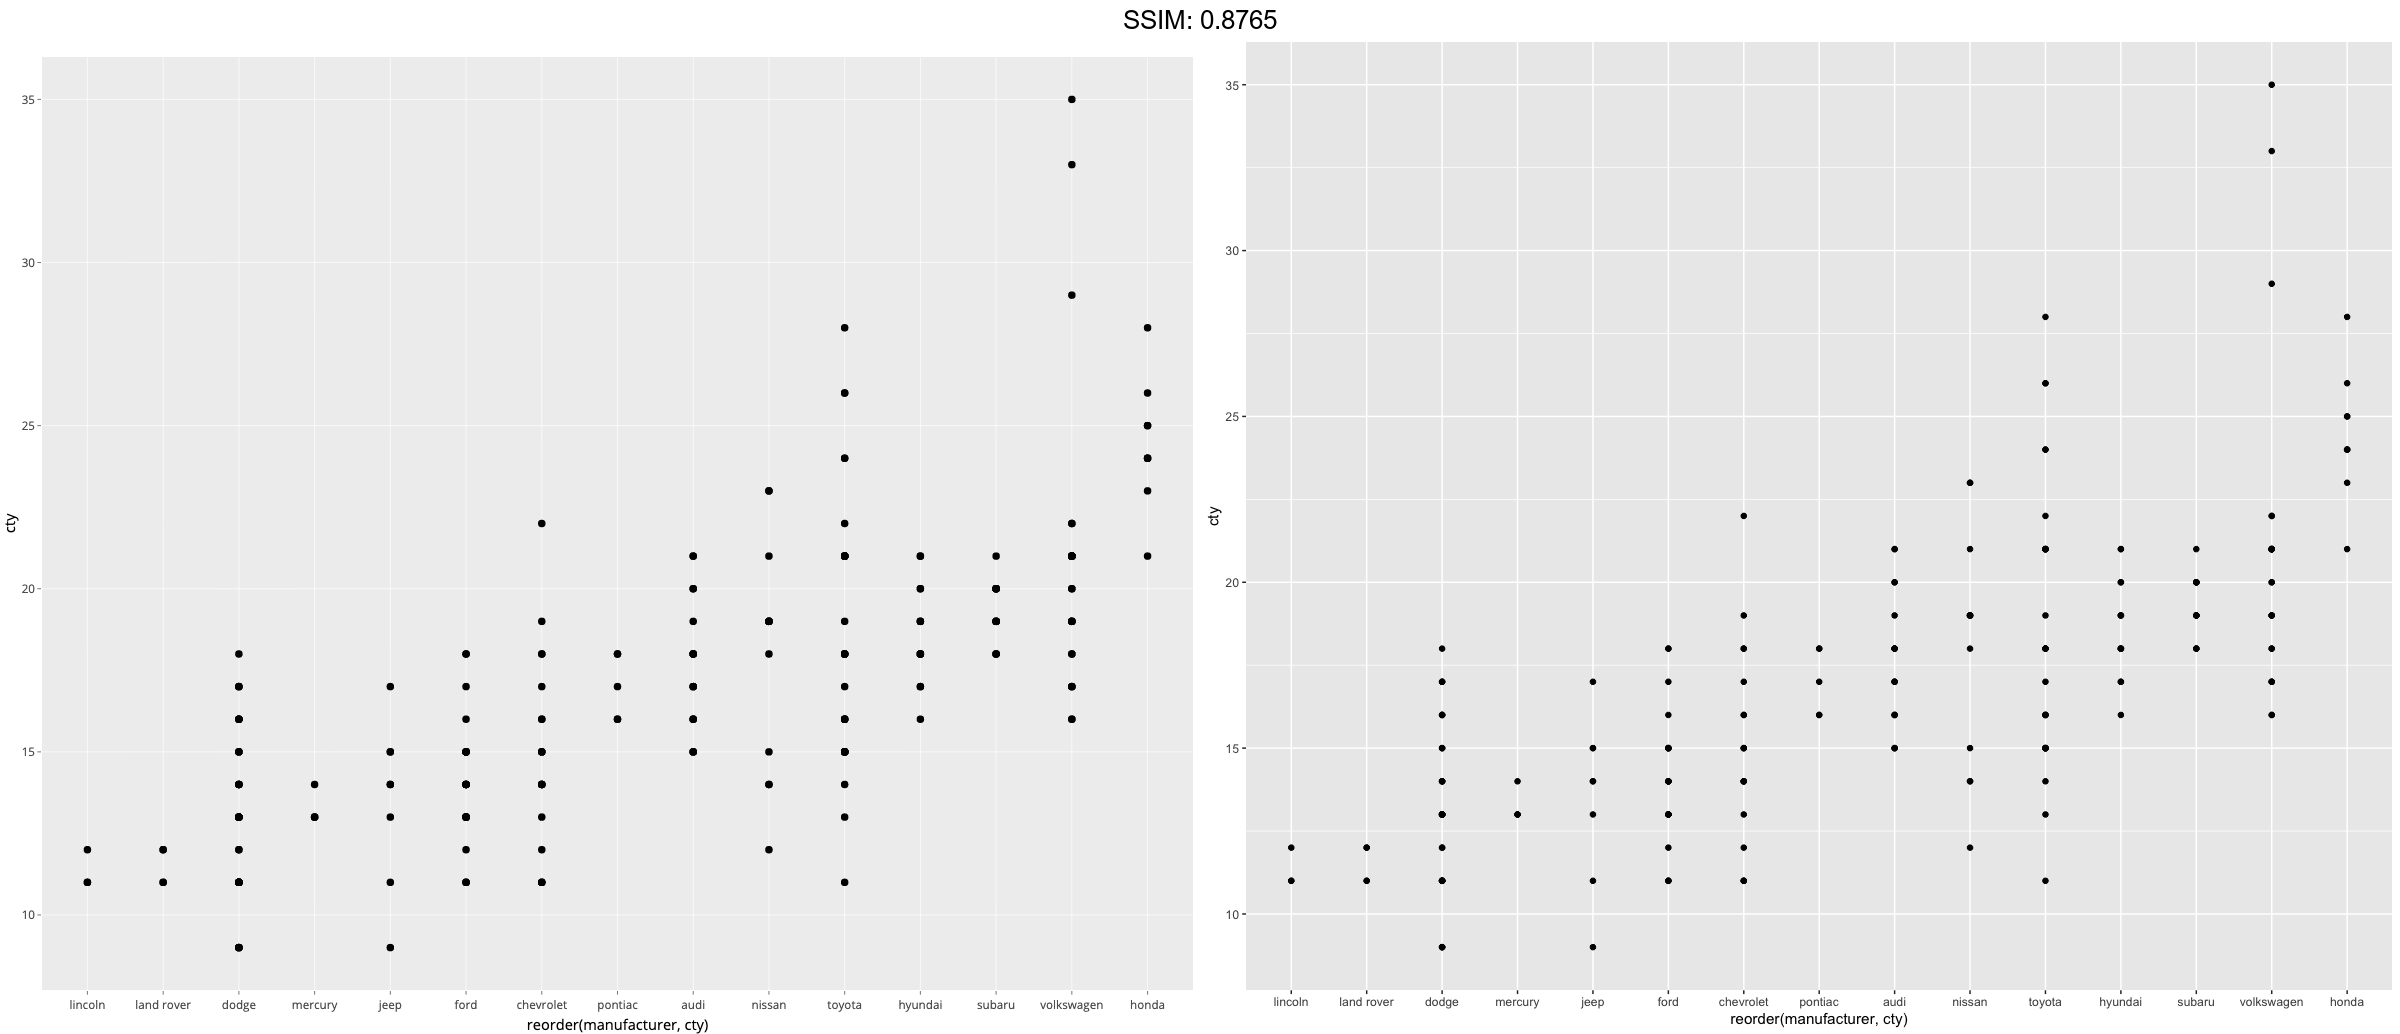 SSIM: 0.8765
35
30
25
20
15
10
cty
lincoln land rover dodge mercury jeep ford chevrolet pontiac audi nissan toyota hyundai subaru volkswagen honda
reorder(manufacturer, cty)
35
30
25
20
15
10
cty
lincoln land rover dodge mercury jeep ford chevrolet pontiac audi nissan toyota hyundai subaru volkswagen honda
reorder(manufacturer, cty)